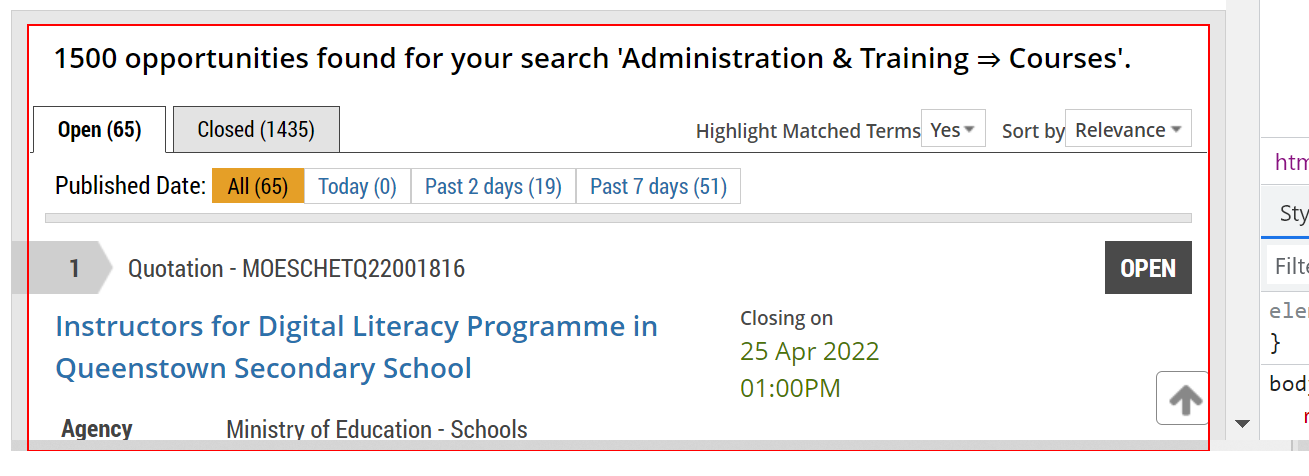 1500 opportunities found for your search 'Administration & Training ⇒ Courses'.
Open (65)
Closed (1435)
Highlight Matched Terms Yes
Sort by Relevance
Published Date: All (65) Today (0) Past 2 days (19) Past 7 days (51)
1 Quotation - MOESCHETQ22001816
OPEN
Instructors for Digital Literacy Programme in
Queenstown Secondary School
Closing on
25 Apr 2022
01:00PM
Agency Ministry of Education - Schools
htm
Sty
Filte
eler
}
body